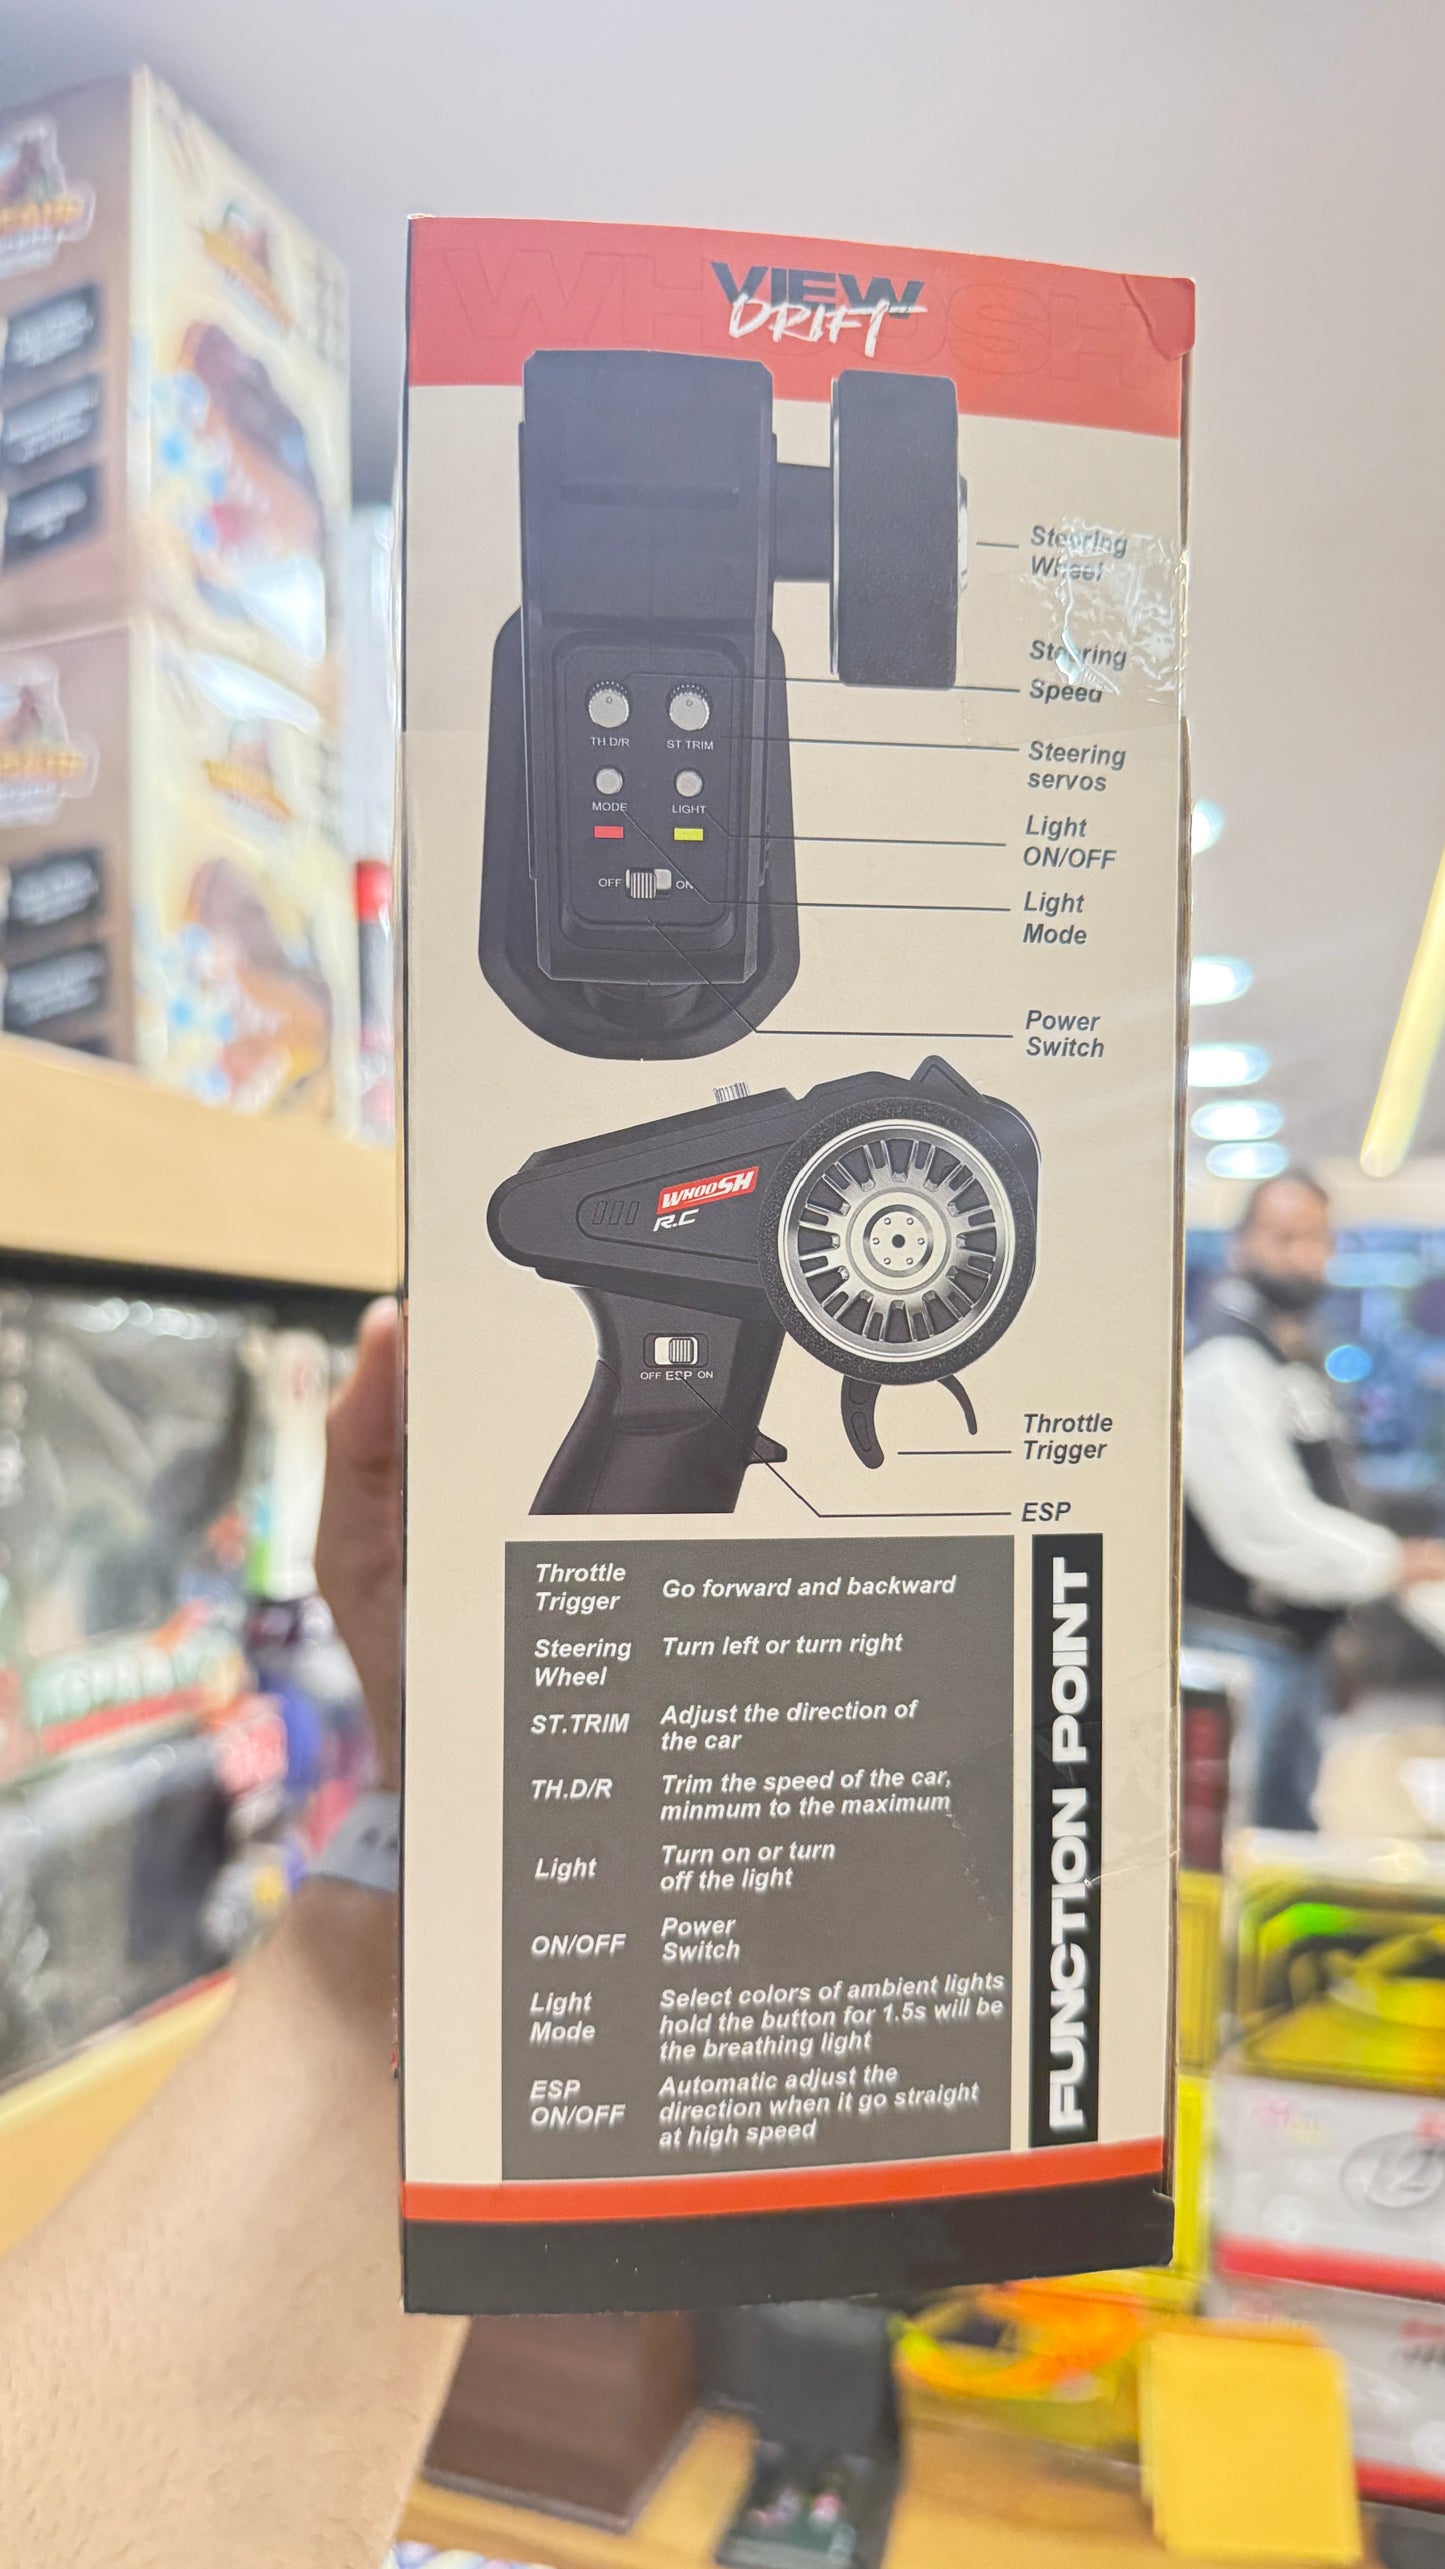 WHOOSH
VIEW
DRIFT
Steering
Wheel
Steering
Speed
TH.D/R
ST TRIM
Steering
servos
MODE
LIGHT
Light
ON/OFF
OFF
ON
Light
Mode
Power
Switch
WHOOSH
R.C
OFF ESP ON
Throttle
Trigger
ESP
Throttle
Trigger
Go forward and backward
Steering
Wheel
Turn left or turn right
ST.TRIM
Adjust the direction of
the car
TH.D/R
Trim the speed of the car,
minmum to the maximum
Light
Turn on or turn
off the light
ON/OFF
Power
Switch
Light
Mode
Select colors of ambient lights
hold the button for 1.5s will be
the breathing light
ESP
ON/OFF
Automatic adjust the
direction when it go straight
at high speed
FUNCTION POINT